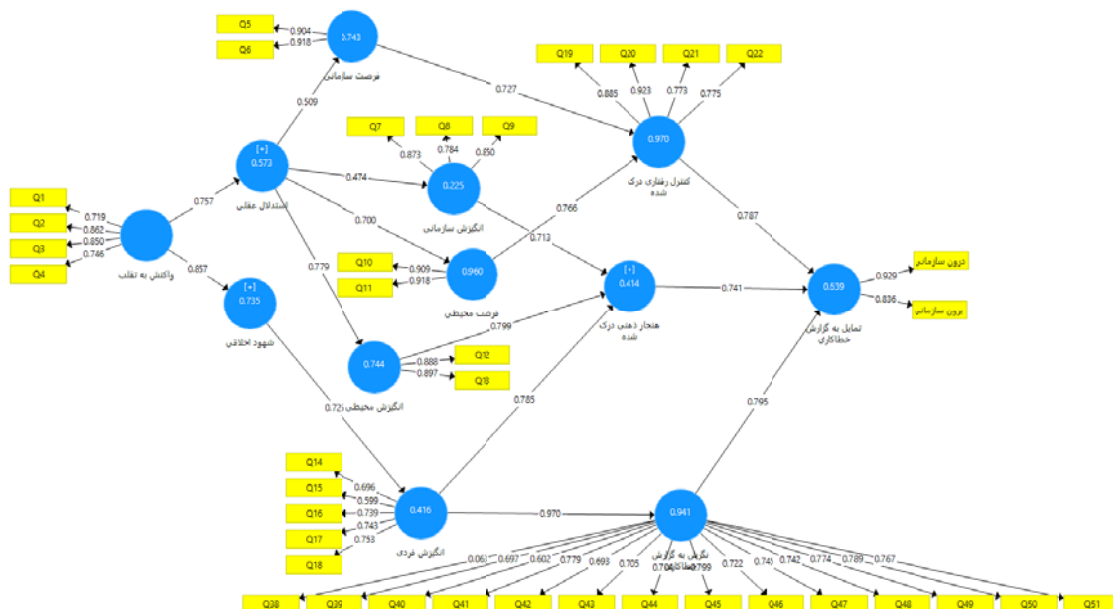 Q5
Q6
0.904
0.918
0.743
فرصت سازمانی
Q19
Q20
Q21
Q22
0.885
0.923
0.773
0.775
0.970
کنترل رفتاری درک
شده
0.727
0.509
Q7
Q8
Q9
0.873
0.784
0.850
0.225
انگیزش سازمانی
[+]
0.573
استدلال عقلی
0.474
0.757
Q1
Q2
Q3
Q4
0.719
0.862
0.850
0.746
واکنش به تقلب
0.857
0.700
0.766
0.713
0.787
Q10
Q11
0.909
0.918
0.960
فرصت محیطی
0.779
[+]
0.414
هنجار ذهنی درک
شده
0.741
0.539
تمایل به گزارش
خطاکاری
0.929
0.836
درون سازمانی
برون سازمانی
[+]
0.735
شهود اخلاقی
0.799
0.744
انگیزش محیطی
0.888
0.897
Q12
0.785
0.795
Q14
Q15
Q16
Q17
Q18
0.696
0.599
0.739
0.743
0.753
0.416
انگیزش فردی
0.970
0.941
نگرش به گزارش
خطاکاری
0.697
0.602
0.779
0.693
0.705
0.799
0.722
0.742
0.774
0.789
0.767
Q38
Q39
Q40
Q41
Q42
Q43
Q44
Q45
Q46
Q47
Q48
Q49
Q50
Q51